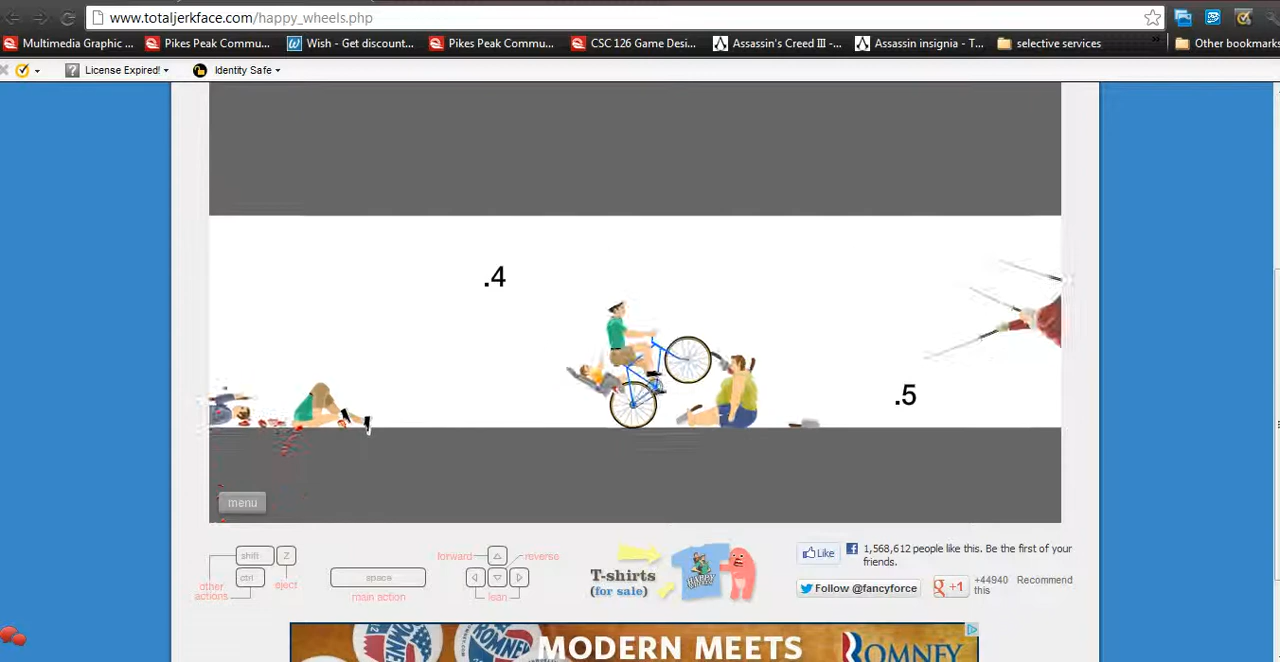 www.totaljerkface.com/happy_wheels.php
Multimedia Graphic ... Pikes Peak Commu... Wish - Get discount... Pikes Peak Commu... CSC 126 Game Desi... Assassin's Creed III -... Assassin insignia - T... selective services » Other bookmarks
License Expired! Identity Safe
.4
.5
menu
shift Z
ctrl
other actions
eject
space
main action
forward
reverse
lean
T-shirts
(for sale)
Like
1,568,612 people like this. Be the first of your
friends.
Follow @fancyforce
+1
+44940 Recommend
this
MODERN MEETS
ROMNEY